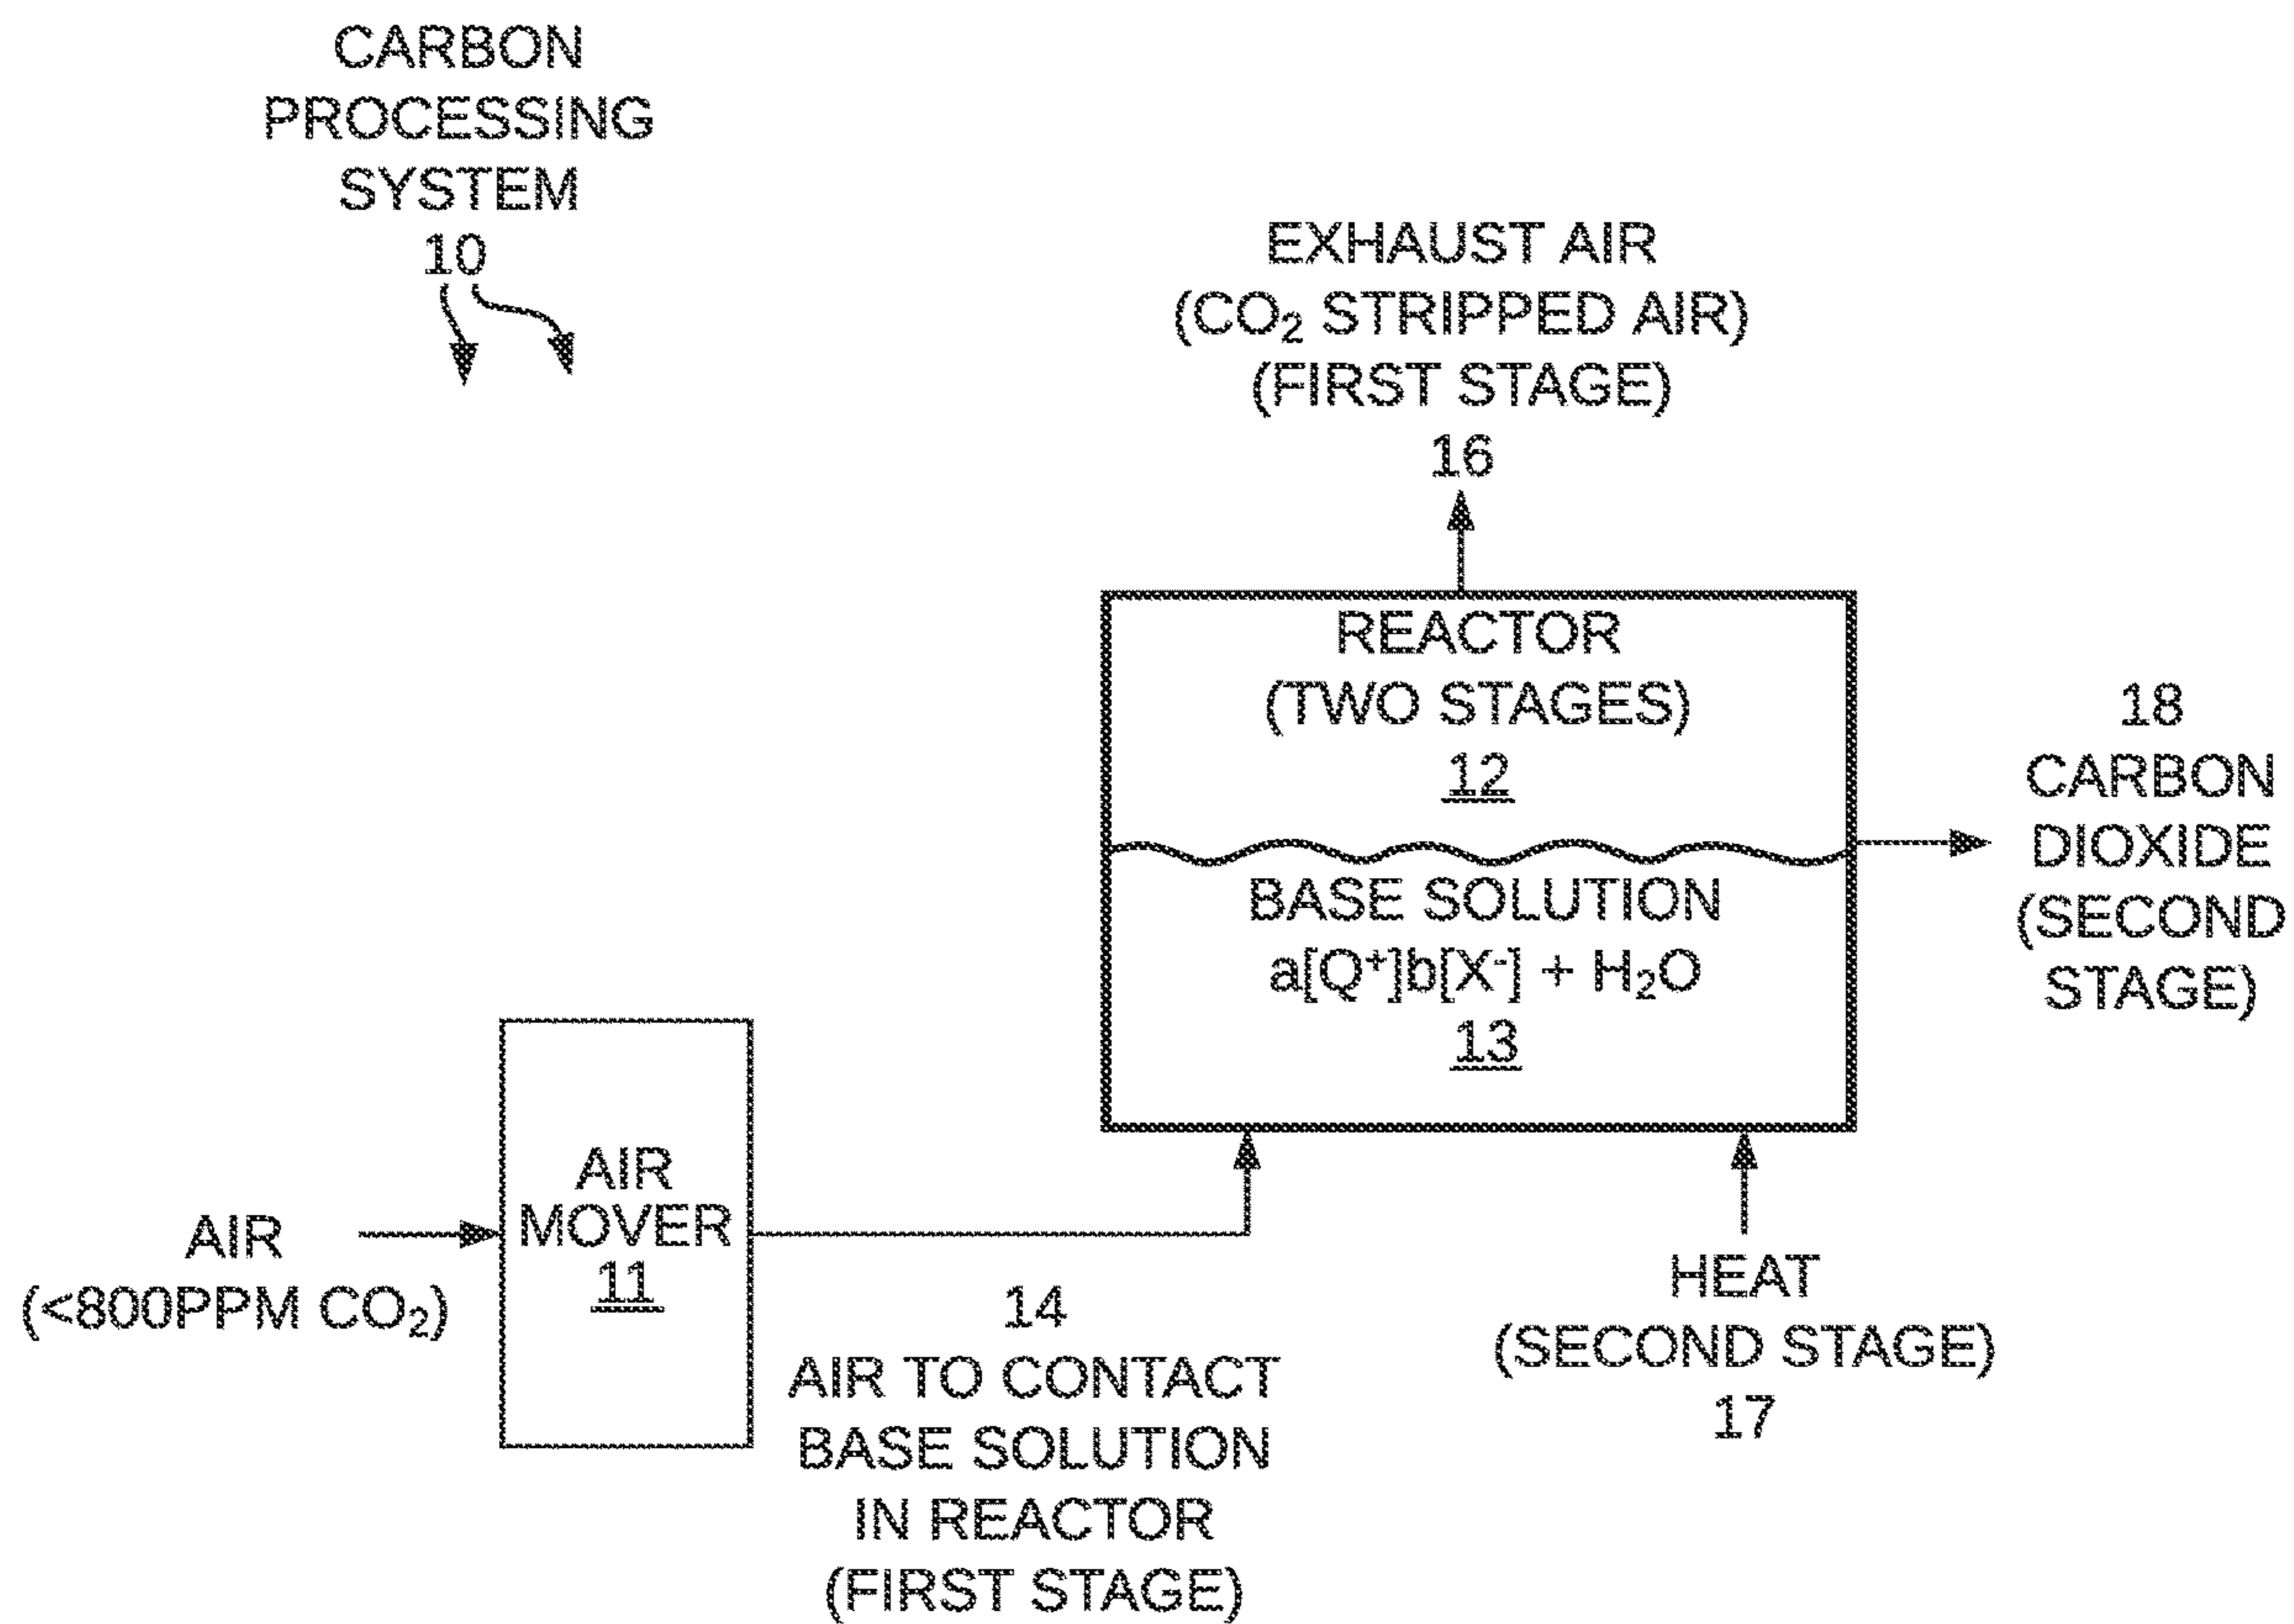 CARBON
PROCESSING
SYSTEM
10
EXHAUST AIR
(CO₂ STRIPPED AIR)
(FIRST STAGE)
16
REACTOR
(TWO STAGES)
12
BASE SOLUTION
a[Q⁺]b[X⁻] + H₂O
13
18
CARBON
DIOXIDE
(SECOND
STAGE)
AIR
MOVER
11
AIR
(<800PPM CO₂)
14
AIR TO CONTACT
BASE SOLUTION
IN REACTOR
(FIRST STAGE)
HEAT
(SECOND STAGE)
17